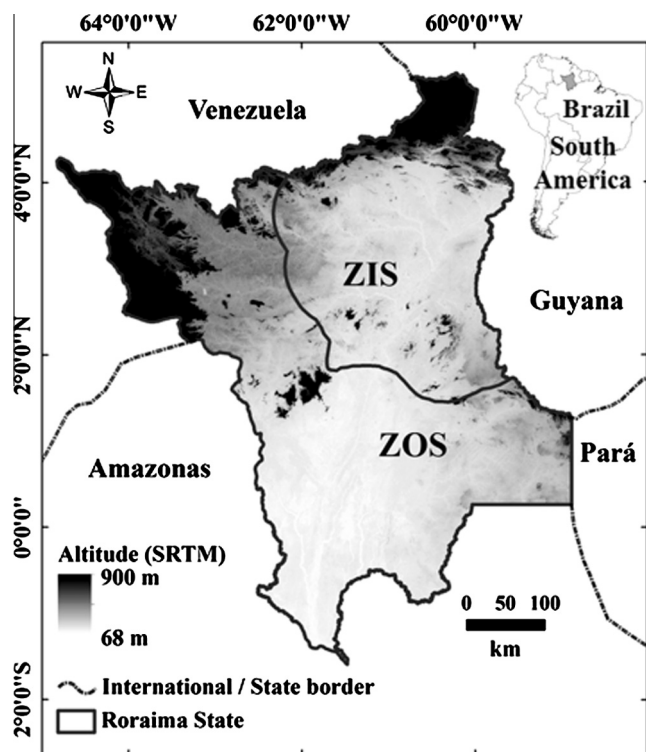 64°0'0"W 62°0'0"W 60°0'0"W
N
W E
S
Venezuela
Brazil
South
America
4°0'0"N
ZIS
Guyana
2°0'0"N
ZOS
Amazonas
Pará
0°0'0"
Altitude (SRTM)
900 m
68 m
0 50 100
km
International / State border
Roraima State
2°0'0"S